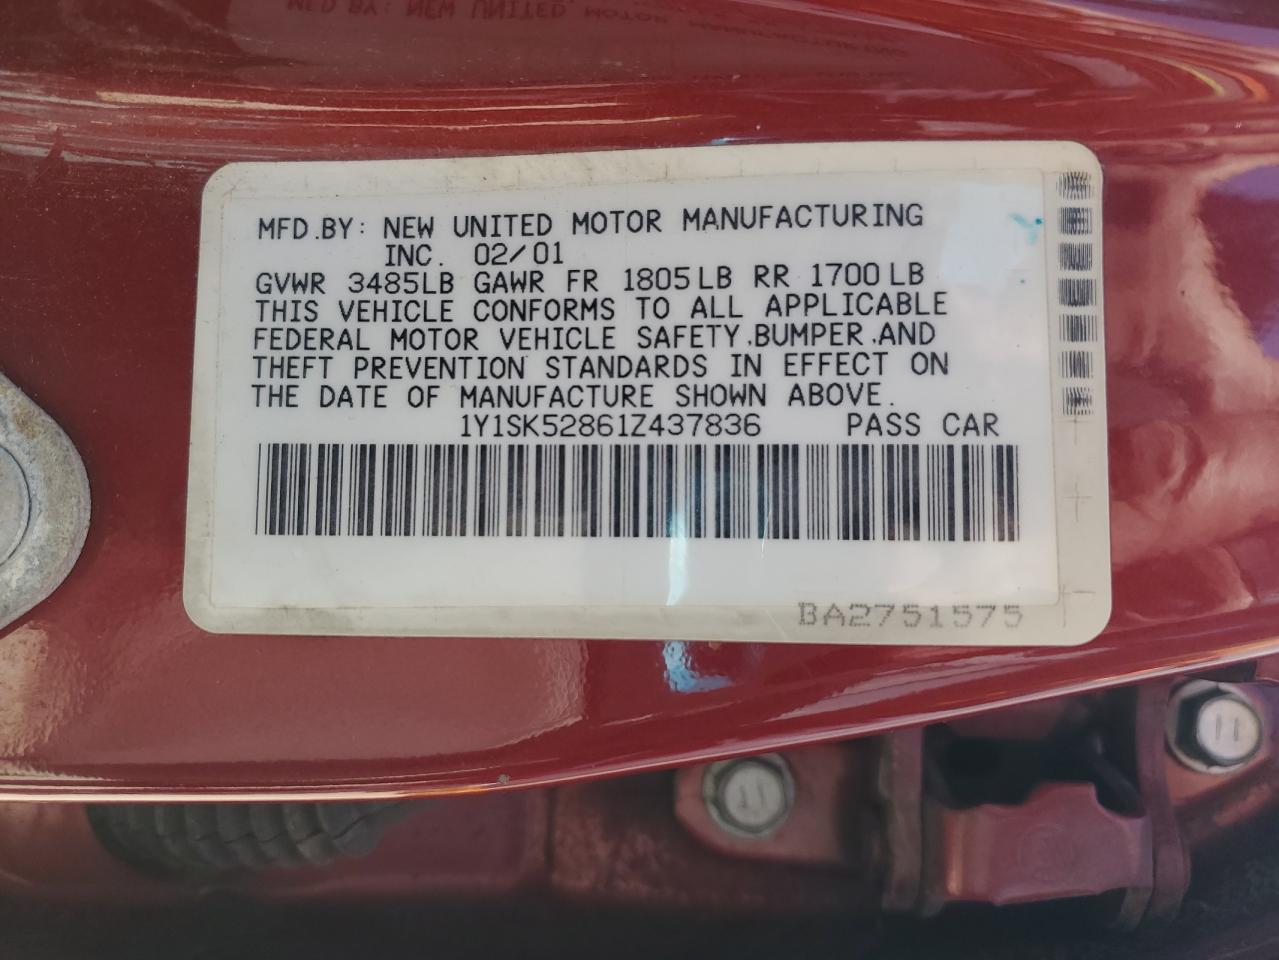 MFD.BY: NEW UNITED MOTOR MANUFACTURING
INC. 02/01
GVWR 3485LB GAWR FR 1805LB RR 1700LB
THIS VEHICLE CONFORMS TO ALL APPLICABLE
FEDERAL MOTOR VEHICLE SAFETY,BUMPER,AND
THEFT PREVENTION STANDARDS IN EFFECT ON
THE DATE OF MANUFACTURE SHOWN ABOVE.
1Y1SK52861Z437836 PASS CAR
BA2751575